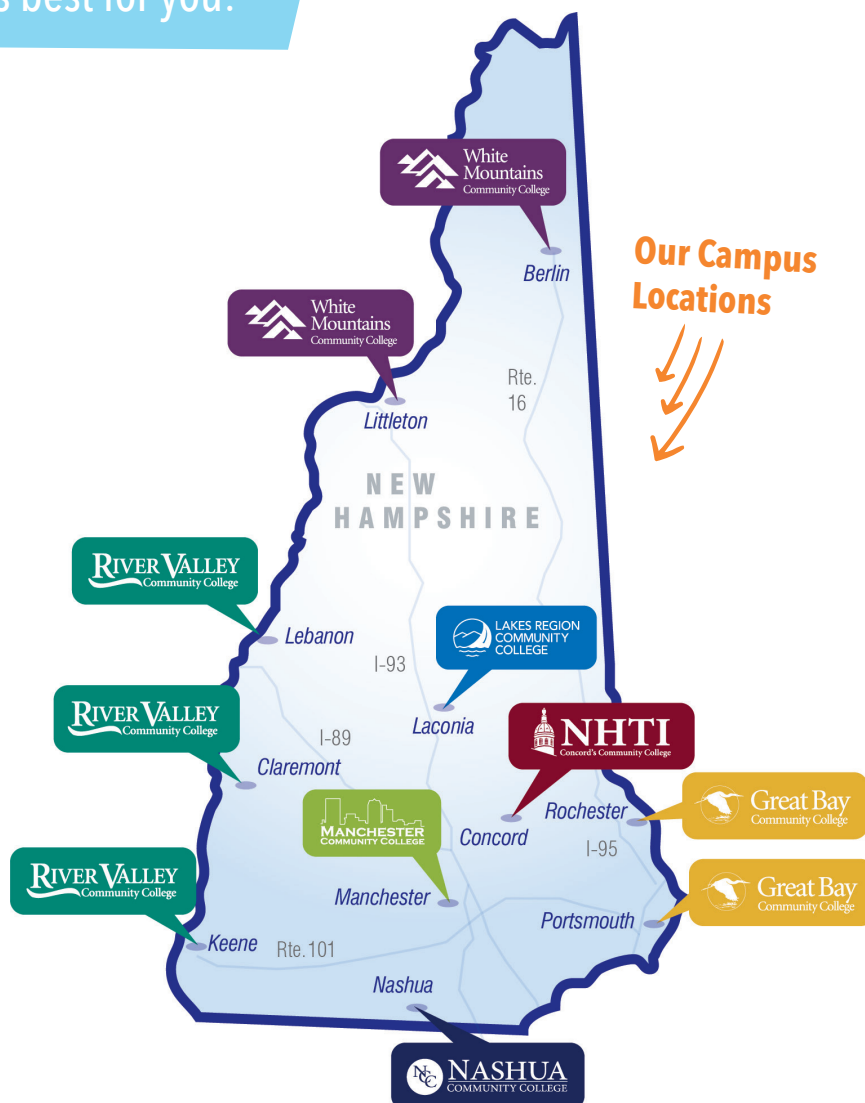 s best for you.
White
Mountains
Community College
Berlin
Our Campus
Locations
White
Mountains
Community College
Rte.
16
Littleton
NEW
HAMPSHIRE
RIVER VALLEY
Community College
Lebanon
LAKES REGION
COMMUNITY
COLLEGE
I-93
Laconia
RIVER VALLEY
Community College
I-89
NHTI
Concord's Community College
Claremont
MANCHESTER
COMMUNITY COLLEGE
Concord
Rochester
Great Bay
Community College
I-95
RIVER VALLEY
Community College
Manchester
Great Bay
Community College
Portsmouth
Keene
Rte.101
Nashua
NCC
NASHUA
COMMUNITY COLLEGE